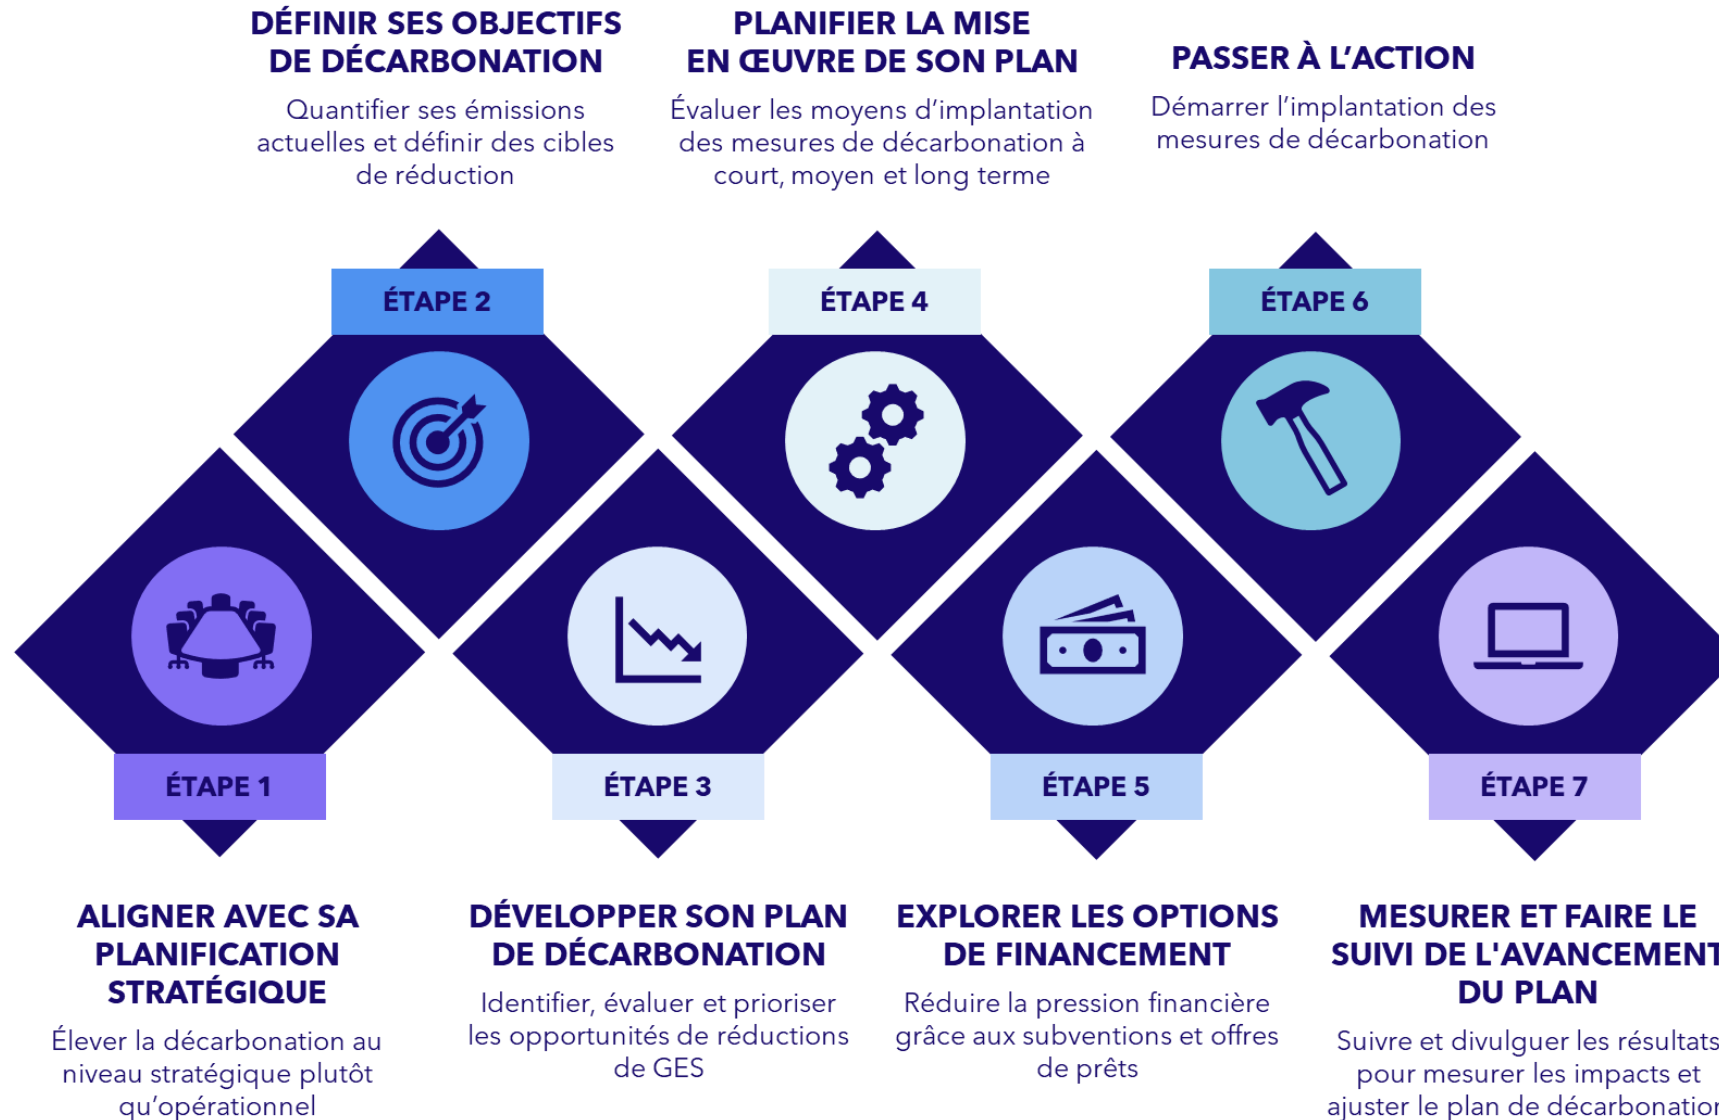 DÉFINIR SES OBJECTIFS
DE DÉCARBONATION
Quantifier ses émissions
actuelles et définir des cibles
de réduction
PLANIFIER LA MISE
EN ŒUVRE DE SON PLAN
Évaluer les moyens d’implantation
des mesures de décarbonation à
court, moyen et long terme
PASSER À L’ACTION
Démarrer l’implantation des
mesures de décarbonation
ÉTAPE 2
ÉTAPE 4
ÉTAPE 6
ÉTAPE 1
ÉTAPE 3
ÉTAPE 5
ÉTAPE 7
ALIGNER AVEC SA
PLANIFICATION
STRATÉGIQUE
Élever la décarbonation au
niveau stratégique plutôt
qu’opérationnel
DÉVELOPPER SON PLAN
DE DÉCARBONATION
Identifier, évaluer et prioriser
les opportunités de réductions
de GES
EXPLORER LES OPTIONS
DE FINANCEMENT
Réduire la pression financière
grâce aux subventions et offres
de prêts
MESURER ET FAIRE LE
SUIVI DE L'AVANCEMENT
DU PLAN
Suivre et divulguer les résultats
pour mesurer les impacts et
ajuster le plan de décarbonation